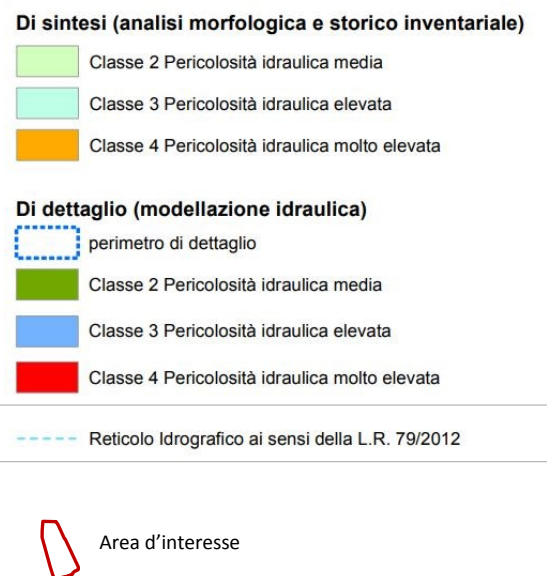 Di sintesi (analisi morfologica e storico inventariale)
Classe 2 Pericolosità idraulica media
Classe 3 Pericolosità idraulica elevata
Classe 4 Pericolosità idraulica molto elevata
Di dettaglio (modellazione idraulica)
perimetro di dettaglio
Classe 2 Pericolosità idraulica media
Classe 3 Pericolosità idraulica elevata
Classe 4 Pericolosità idraulica molto elevata
Reticolo Idrografico ai sensi della L.R. 79/2012
Area d'interesse